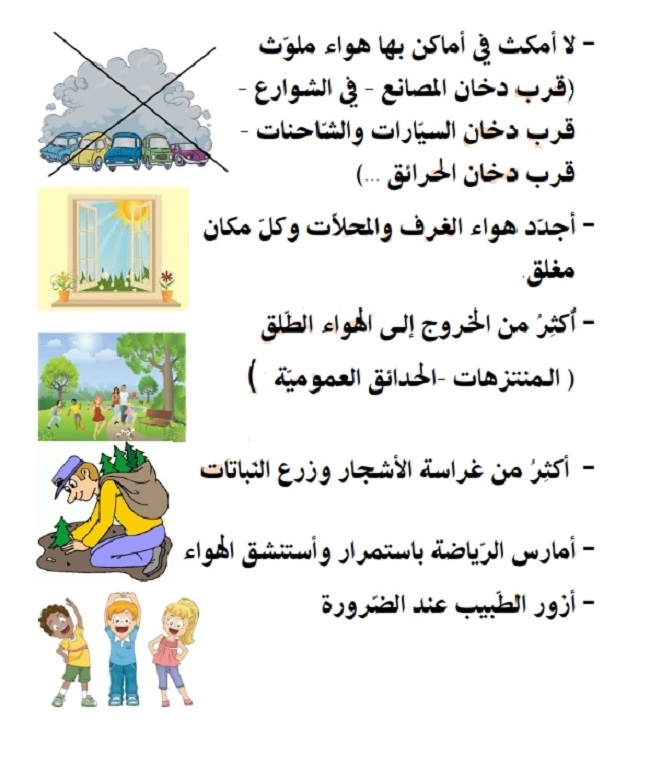 - لا أمكث في أماكن بها هواء ملوّث
(قرب دخان المصانع - في الشوارع -
قرب دخان السيّارات والشّاحنات -
قرب دخان الحرائق ...)
- أجدّد هواء الغرف والمحلاّت وكلّ مكان
مغلق.
- أكثِرُ من الخروج إلى الهواء الطّلق
( المنتزهات -الحدائق العموميّة )
- أكثِرُ من غراسة الأشجار وزرع النباتات
- أمارس الرّياضة باستمرار وأستنشق الهواء
- أزور الطّبيب عند الضّرورة